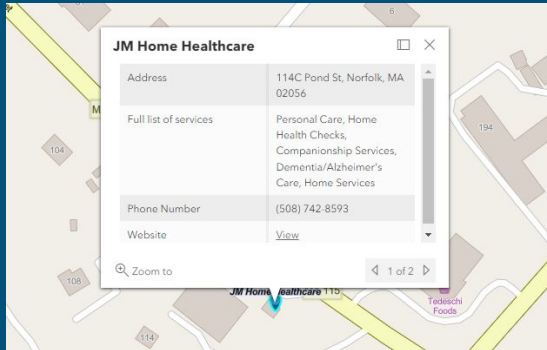 6
JM Home Healthcare
Address
114C Pond St, Norfolk, MA
02056
Full list of services
Personal Care, Home
Health Checks,
Companionship Services,
Dementia/Alzheimer's
Care, Home Services
Phone Number
(508) 742-8593
Website
View
Zoom to
1 of 2
M
104
194
108
JM Home Healthcare
115
Tedeschi
Foods
114